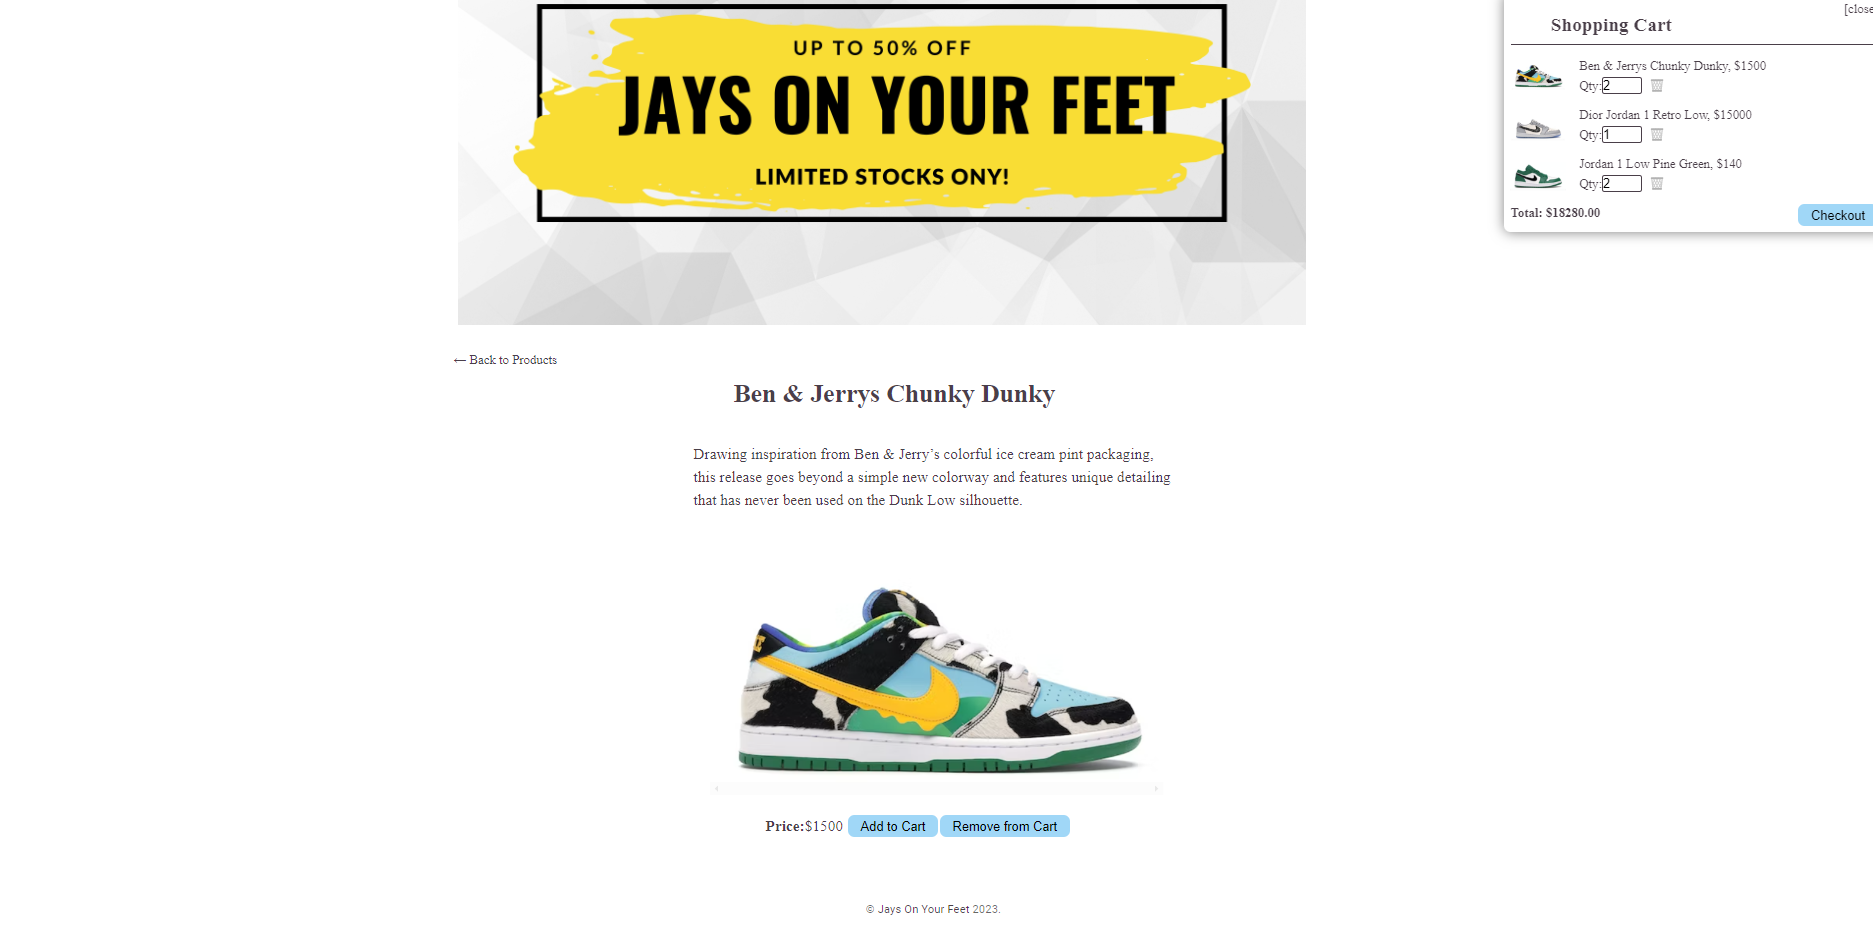 UP TO 50% OFF
JAYS ON YOUR FEET
LIMITED STOCKS ONY!
[close
Shopping Cart
Ben & Jerrys Chunky Dunky, $1500
Qty: 2
Dior Jordan 1 Retro Low, $15000
Qty: 1
Jordan 1 Low Pine Green, $140
Qty: 2
Total: $18280.00
Checkout
← Back to Products
Ben & Jerrys Chunky Dunky
Drawing inspiration from Ben & Jerry’s colorful ice cream pint packaging,
this release goes beyond a simple new colorway and features unique detailing
that has never been used on the Dunk Low silhouette.
Price:$1500 Add to Cart Remove from Cart
© Jays On Your Feet 2023.